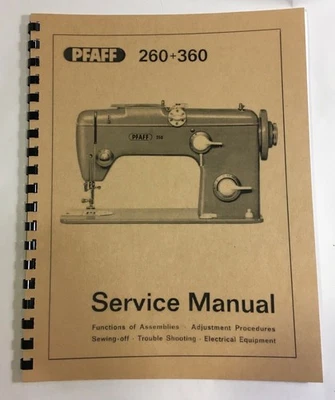 PFAFF 260+360
PFAFF
Service Manual
Functions of Assemblies · Adjustment Procedures
Sewing-off · Trouble Shooting · Electrical Equipment